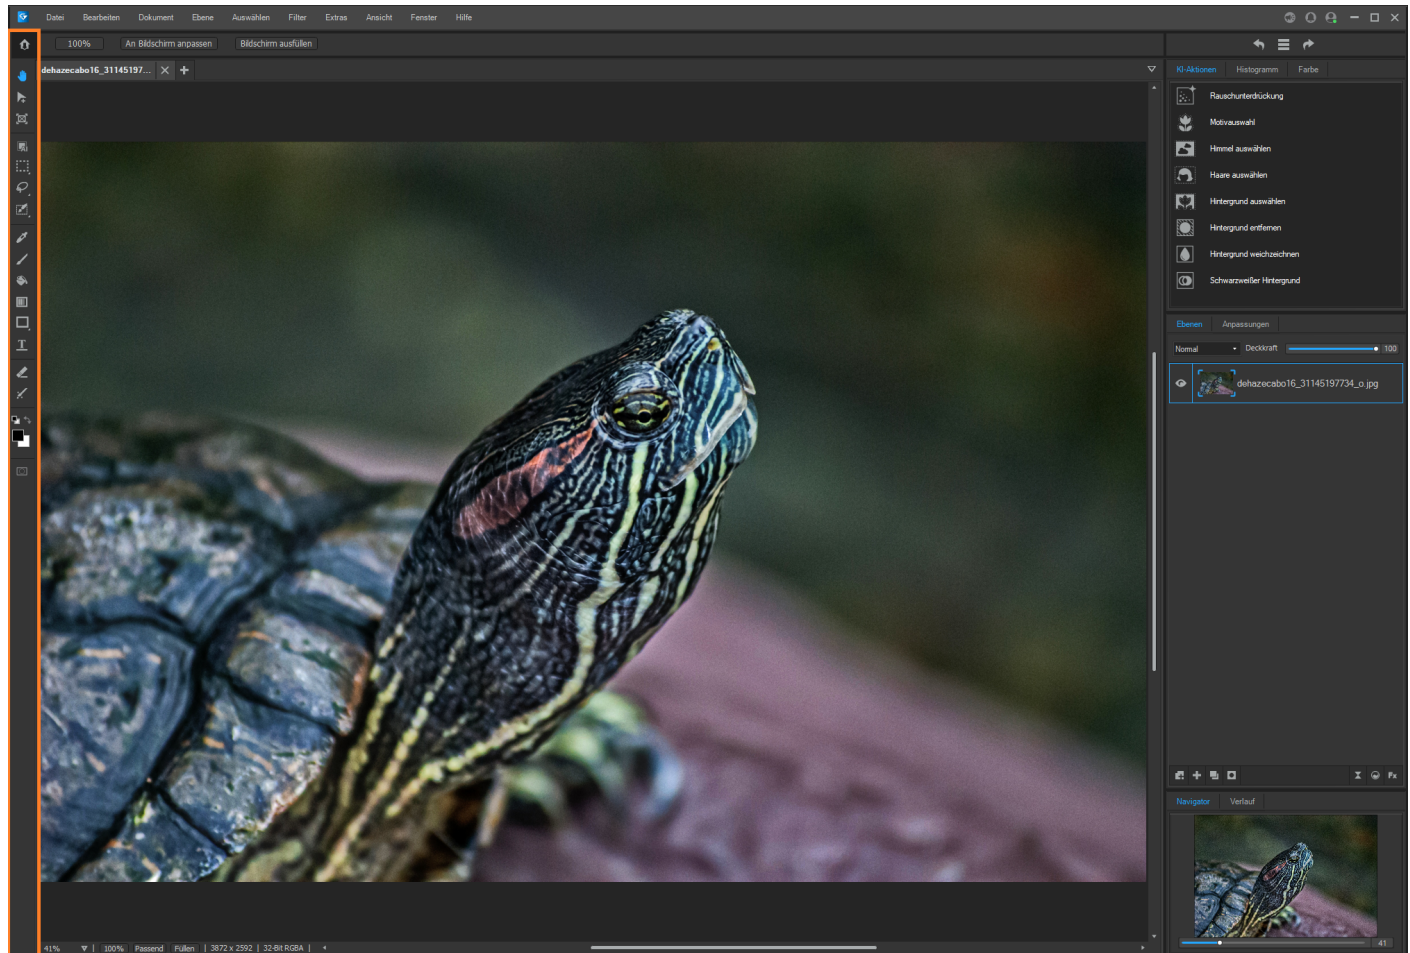 Datei Bearbeiten Dokument Ebene Auswählen Filter Extras Ansicht Fenster Hilfe
100% An Bildschirm anpassen Bildschirm ausfüllen
dehazecabo16_31145197...
KI-Aktionen Histogramm Farbe
Rauschunterdrückung
Motivauswahl
Himmel auswählen
Haare auswählen
Hintergrund auswählen
Hintergrund entfernen
Hintergrund weichzeichnen
Schwarzweißer Hintergrund
Ebenen Anpassungen
Normal Deckkraft 100
dehazecabo16_31145197734_o.jpg
Fx
Navigator Verlauf
41
41% 100% Passend Füllen 3872 x 2592 32-Bit RGBA